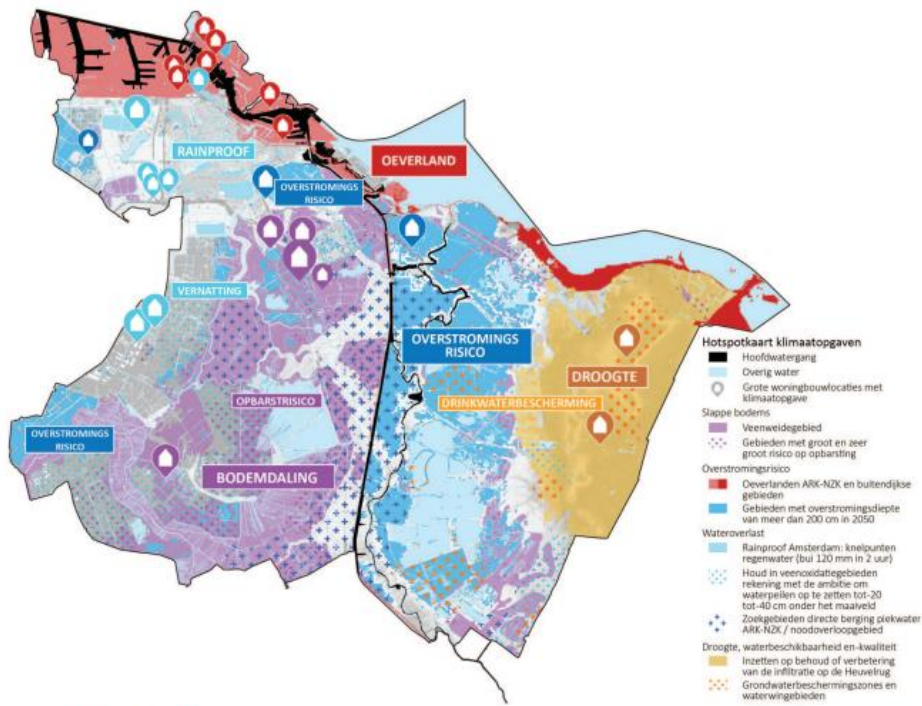 RAINPROOF
OEVERLAND
OVERSTROMINGS
RISICO
VERNATTING
OVERSTROMINGS
RISICO
OPBARSTRISICO
DROOGTE
DRINKWATERBESCHERMING
OVERSTROMINGS
RISICO
BODEMDALING
Hotspotkaart klimaatopgaven
Hoofdwatergang
Overig water
Grote woningbouwlocaties met
klimaatopgave
Slappe bodems
Veenweidegebied
Gebieden met groot en zeer
groot risico op opbarsting
Overstromingsrisico
Oeverlanden ARK-NZK en buitendijkse
gebieden
Gebieden met overstromingsdiepte
van meer dan 200 cm in 2050
Wateroverlast
Rainproof Amsterdam: knelpunten
regenwater (bui 120 mm in 2 uur)
Houd in veenoxidatiegebieden
rekening met de ambitie om
waterpeilen op te zetten tot-20
tot-40 cm onder het maaiveld
Zoekgebieden directe berging piekwater
ARK-NZK / noodoverloopgebied
Droogte, waterbeschikbaarheid en-kwaliteit
Inzetten op behoud of verbetering
van de infiltratie op de Heuvelrug
Grondwaterbeschermingszones en
waterwingebieden